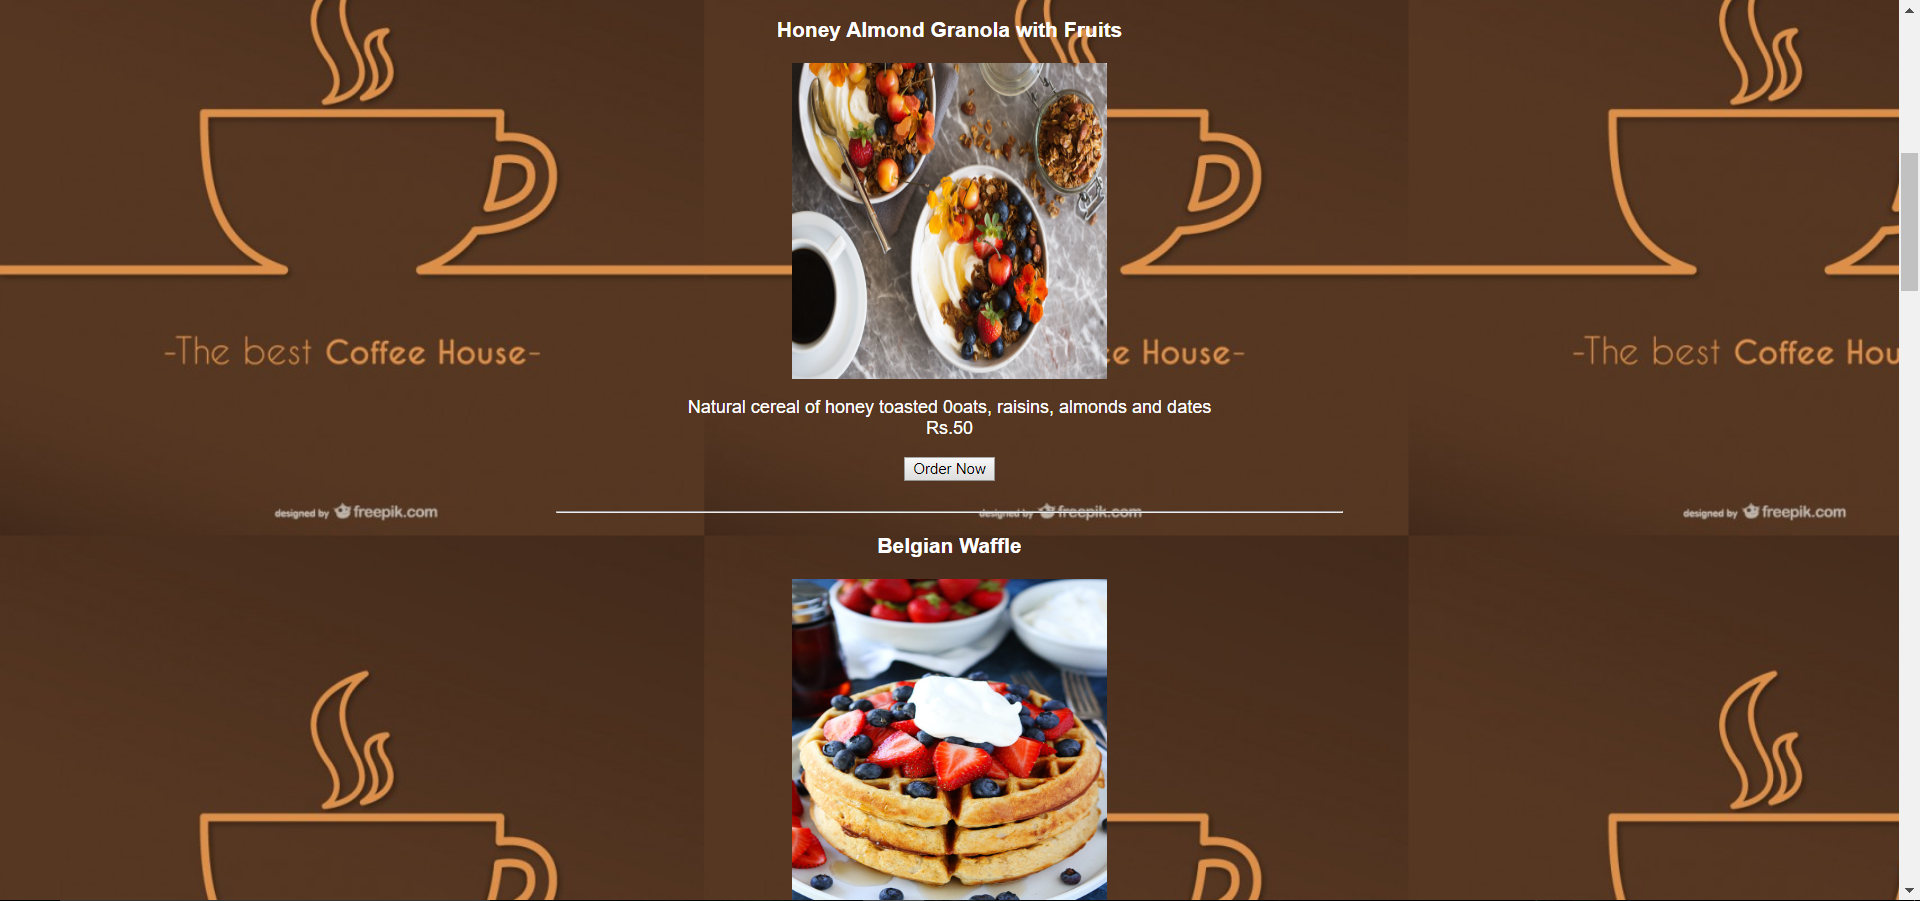 Honey Almond Granola with Fruits
-The best Coffee House-
e House-
-The best Coffee Hou
Natural cereal of honey toasted 0oats, raisins, almonds and dates
Rs.50
Order Now
designed by freepik.com
designed by freepik.com
designed by freepik.com
Belgian Waffle